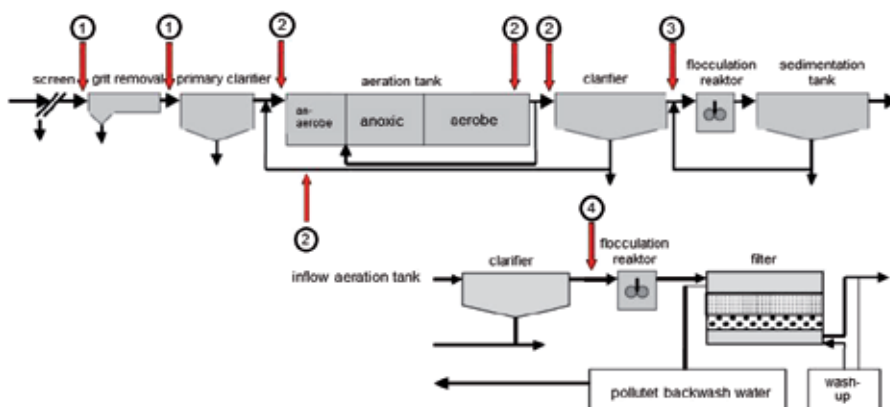 1 1 2 2 2 3
flocculation
reaktor
sedimentation
tank
screen grit removal primary clarifier aeration tank clarifier
an-
aerobe
anoxic
aerobe
2
4
flocculation
reaktor
clarifier
filter
inflow aeration tank
pollutet backwash water
wash-
up